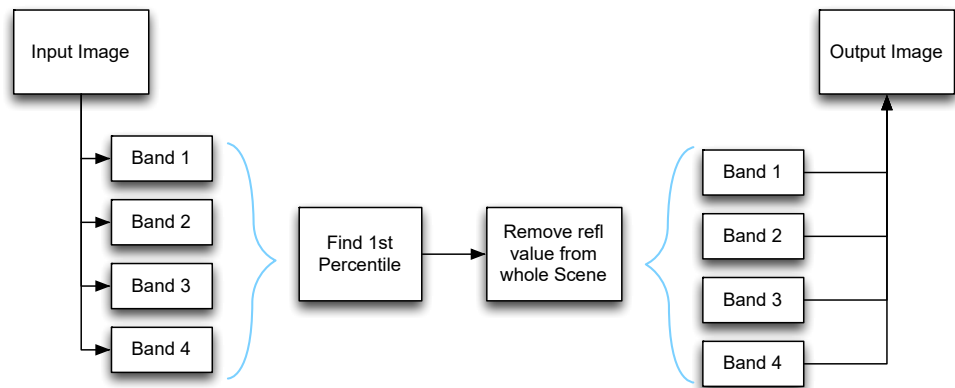 Input Image
Band 1
Band 2
Band 3
Band 4
Find 1st
Percentile
Remove refl
value from
whole Scene
Band 1
Band 2
Band 3
Band 4
Output Image